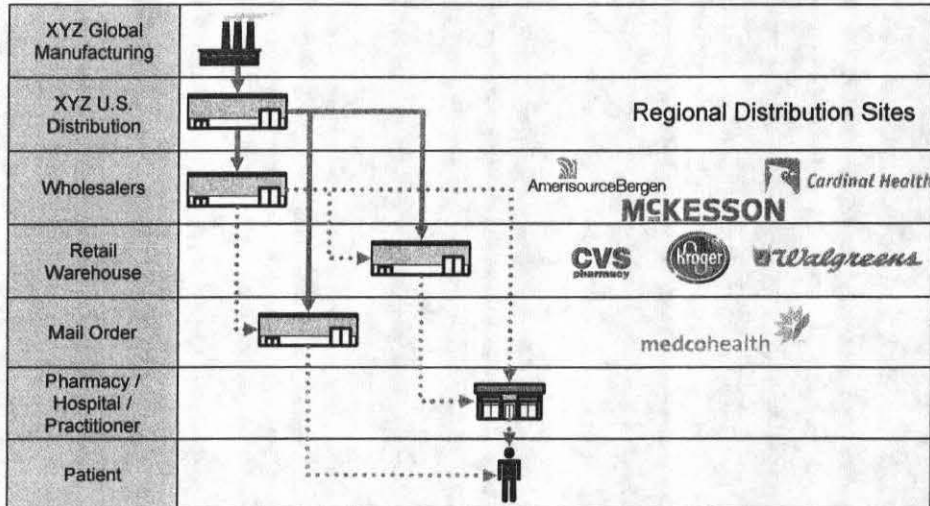 XYZ Global
Manufacturing
XYZ U.S.
Distribution
Regional Distribution Sites
Wholesalers
AmerisourceBergen
Cardinal Health
McKESSON
Retail
Warehouse
CVS
pharmacy
Kroger
Walgreens
Mail Order
medcohealth
Pharmacy /
Hospital /
Practitioner
Patient